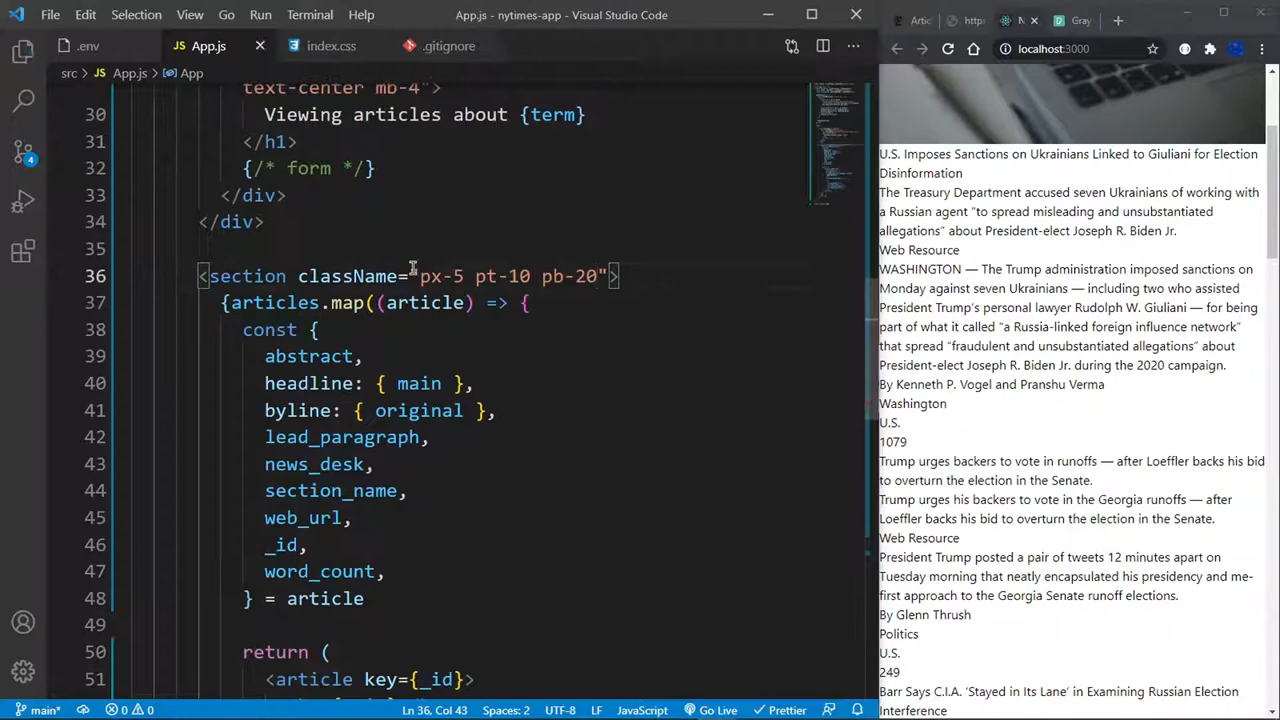 File Edit Selection View Go Run Terminal Help App.js - nytimes-app - Visual Studio Code
.env JS App.js index.css .gitignore
src > JS App.js > App
text-center mb-4">
30 Viewing articles about {term}
31 </h1>
32 {/* form */}
33 </div>
34 </div>
35
36 <section className="px-5 pt-10 pb-20">
37 {articles.map((article) => {
38 const {
39 abstract,
40 headline: { main },
41 byline: { original },
42 lead_paragraph,
43 news_desk,
44 section_name,
45 web_url,
46 _id,
47 word_count,
48 } = article
49
50 return (
51 <article key={_id}>
4
main* 0 0 Ln 36, Col 43 Spaces: 2 UTF-8 LF JavaScript Go Live Prettier
Artic https N Gray
localhost:3000
U.S. Imposes Sanctions on Ukrainians Linked to Giuliani for Election
Disinformation
The Treasury Department accused seven Ukrainians of working with
a Russian agent “to spread misleading and unsubstantiated
allegations” about President-elect Joseph R. Biden Jr.
Web Resource
WASHINGTON — The Trump administration imposed sanctions on
Monday against seven Ukrainians — including two who assisted
President Trump’s personal lawyer Rudolph W. Giuliani — for being
part of what it called “a Russia-linked foreign influence network”
that spread “fraudulent and unsubstantiated allegations” about
President-elect Joseph R. Biden Jr. during the 2020 campaign.
By Kenneth P. Vogel and Pranshu Verma
Washington
U.S.
1079
Trump urges backers to vote in runoffs — after Loeffler backs his bid
to overturn the election in the Senate.
Trump urges his backers to vote in the Georgia runoffs — after
Loeffler backs his bid to overturn the election in the Senate.
Web Resource
President Trump posted a pair of tweets 12 minutes apart on
Tuesday morning that neatly encapsulated his presidency and me-
first approach to the Georgia Senate runoff elections.
By Glenn Thrush
Politics
U.S.
249
Barr Says C.I.A. ‘Stayed in Its Lane’ in Examining Russian Election
Interference